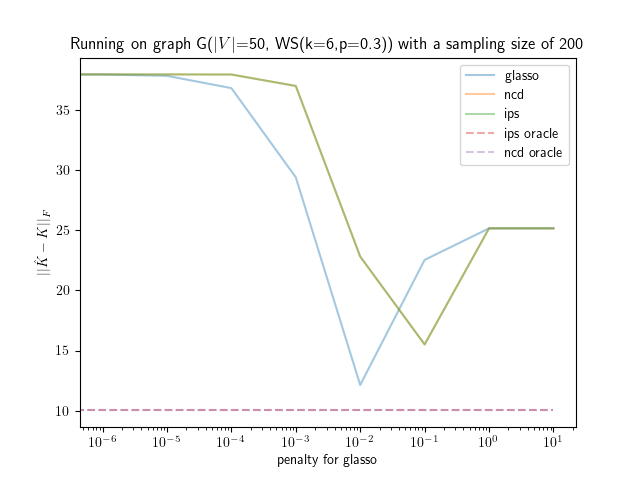 Running on graph G(|V|=50, WS(k=6,p=0.3)) with a sampling size of 200
glasso
ncd
ips
ips oracle
ncd oracle
||K̂ − K||_F
35
30
25
20
15
10
10^{-6} 10^{-5} 10^{-4} 10^{-3} 10^{-2} 10^{-1} 10^{0} 10^{1}
penalty for glasso